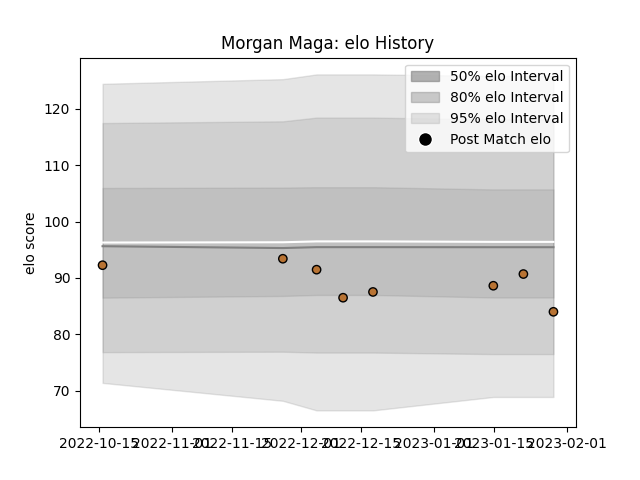 Morgan Maga: elo History
50% elo Interval
80% elo Interval
95% elo Interval
Post Match elo
elo score
120
110
100
90
80
70
2022-10-15 2022-11-01 2022-11-15 2022-12-01 2022-12-15 2023-01-01 2023-01-15 2023-02-01